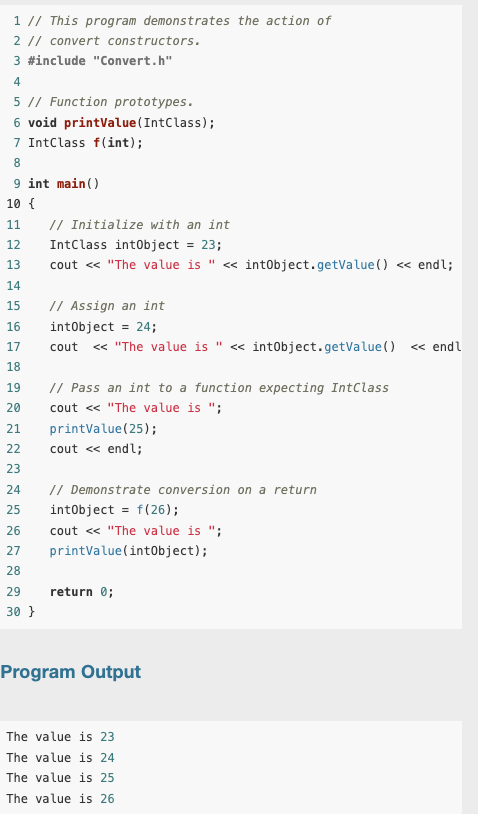 1 // This program demonstrates the action of
2 // convert constructors.
3 #include "Convert.h"
4
5 // Function prototypes.
6 void printValue(IntClass);
7 IntClass f(int);
8
9 int main()
10 {
11    // Initialize with an int
12    IntClass intObject = 23;
13    cout << "The value is " << intObject.getValue() << endl;
14
15    // Assign an int
16    intObject = 24;
17    cout  << "The value is " << intObject.getValue()  << endl
18
19    // Pass an int to a function expecting IntClass
20    cout << "The value is ";
21    printValue(25);
22    cout << endl;
23
24    // Demonstrate conversion on a return
25    intObject = f(26);
26    cout << "The value is ";
27    printValue(intObject);
28
29    return 0;
30 }
Program Output
The value is 23
The value is 24
The value is 25
The value is 26